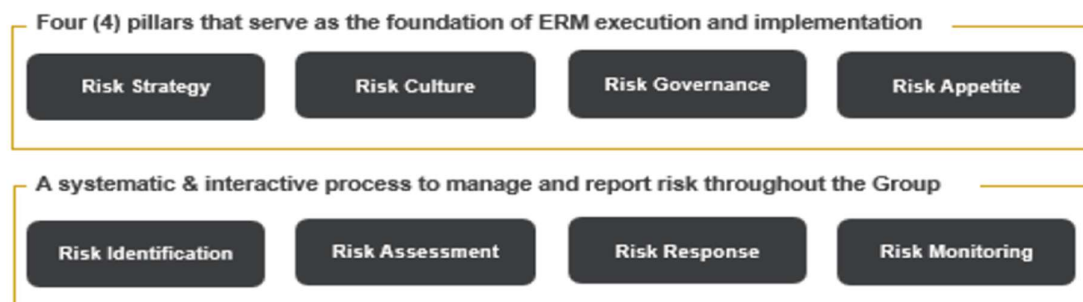 Four (4) pillars that serve as the foundation of ERM execution and implementation
Risk Strategy
Risk Culture
Risk Governance
Risk Appetite
A systematic & interactive process to manage and report risk throughout the Group
Risk Identification
Risk Assessment
Risk Response
Risk Monitoring